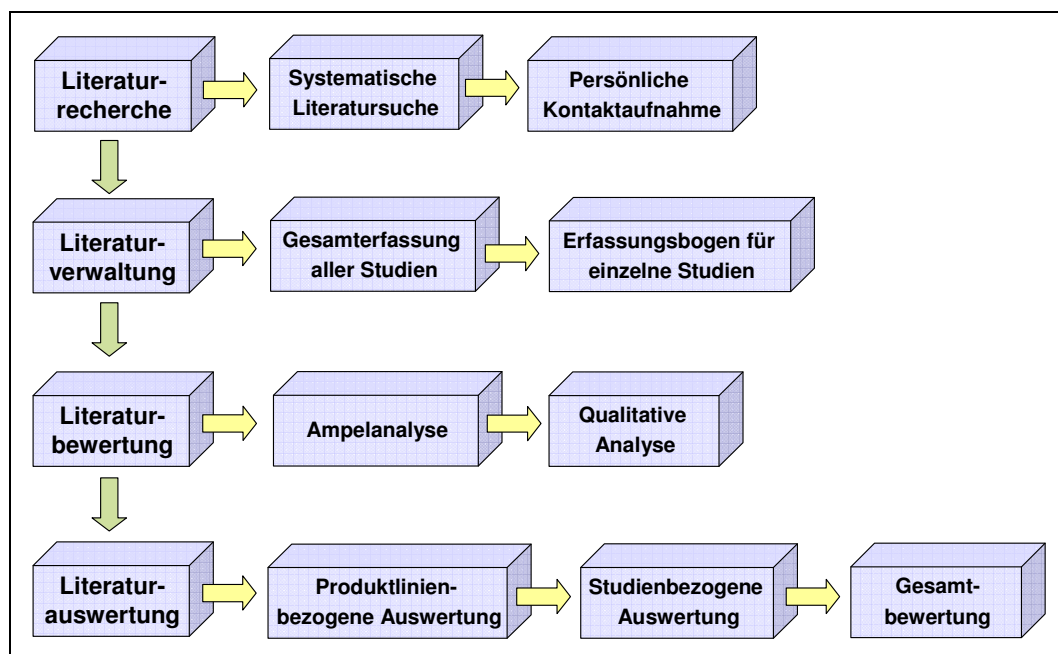 Literatur-
recherche
Systematische
Literatursuche
Persönliche
Kontaktaufnahme
Literatur-
verwaltung
Gesamterfassung
aller Studien
Erfassungsbogen für
einzelne Studien
Literatur-
bewertung
Ampelanalyse
Qualitative
Analyse
Literatur-
auswertung
Produktlinien-
bezogene Auswertung
Studienbezogene
Auswertung
Gesamt-
bewertung